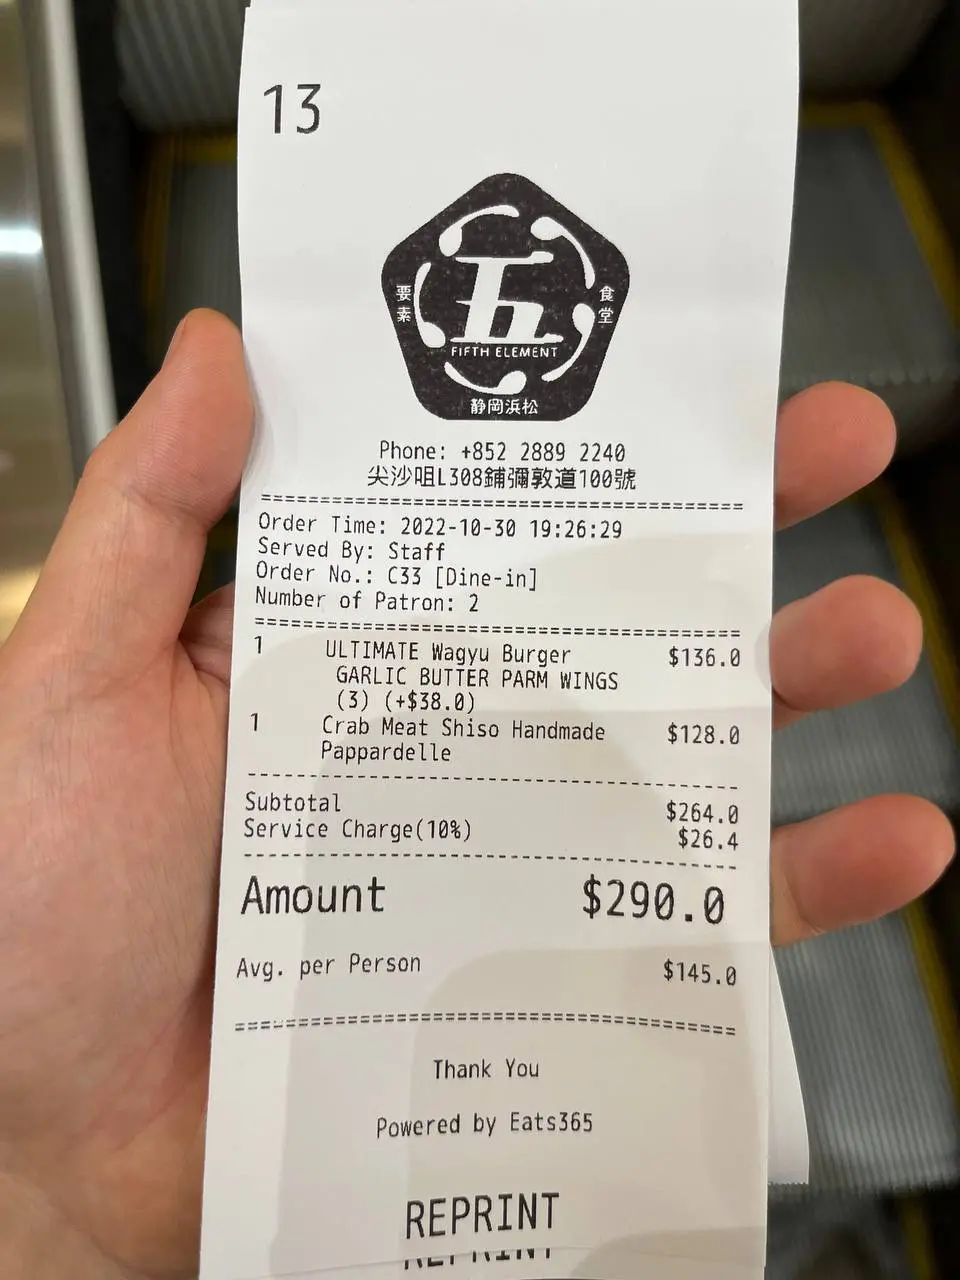 13
五
要素
食堂
FIFTH ELEMENT
静岡浜松
Phone: +852 2889 2240
尖沙咀L308鋪彌敦道100號
================================================
Order Time: 2022-10-30 19:26:29
Served By: Staff
Order No.: C33 [Dine-in]
Number of Patron: 2
================================================
1 ULTIMATE Wagyu Burger $136.0
GARLIC BUTTER PARM WINGS
(3) (+$38.0)
1 Crab Meat Shiso Handmade $128.0
Pappardelle
------------------------------------------------
Subtotal $264.0
Service Charge(10%) $26.4
------------------------------------------------
Amount $290.0
Avg. per Person $145.0
================================================
Thank You
Powered by Eats365
REPRINT
REPRINT